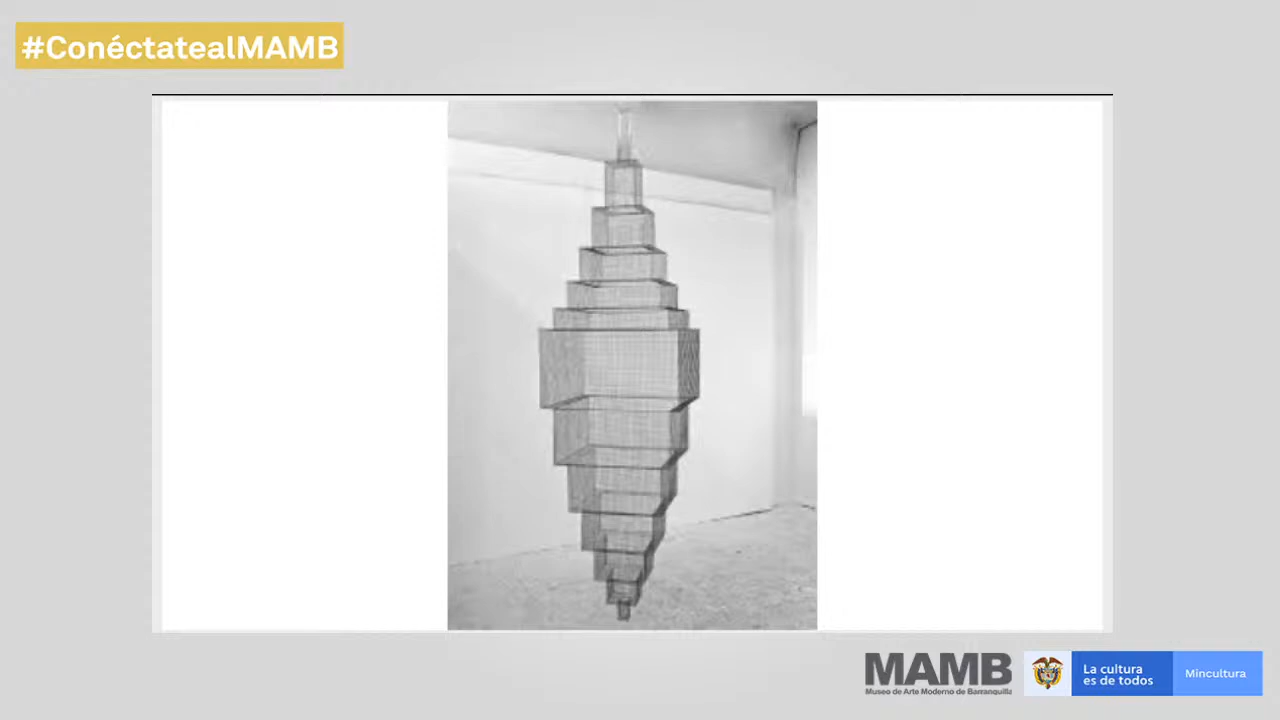 #ConéctatealMAMB
MAMB
Museo de Arte Moderno de Barranquilla
La cultura
es de todos
Mincultura